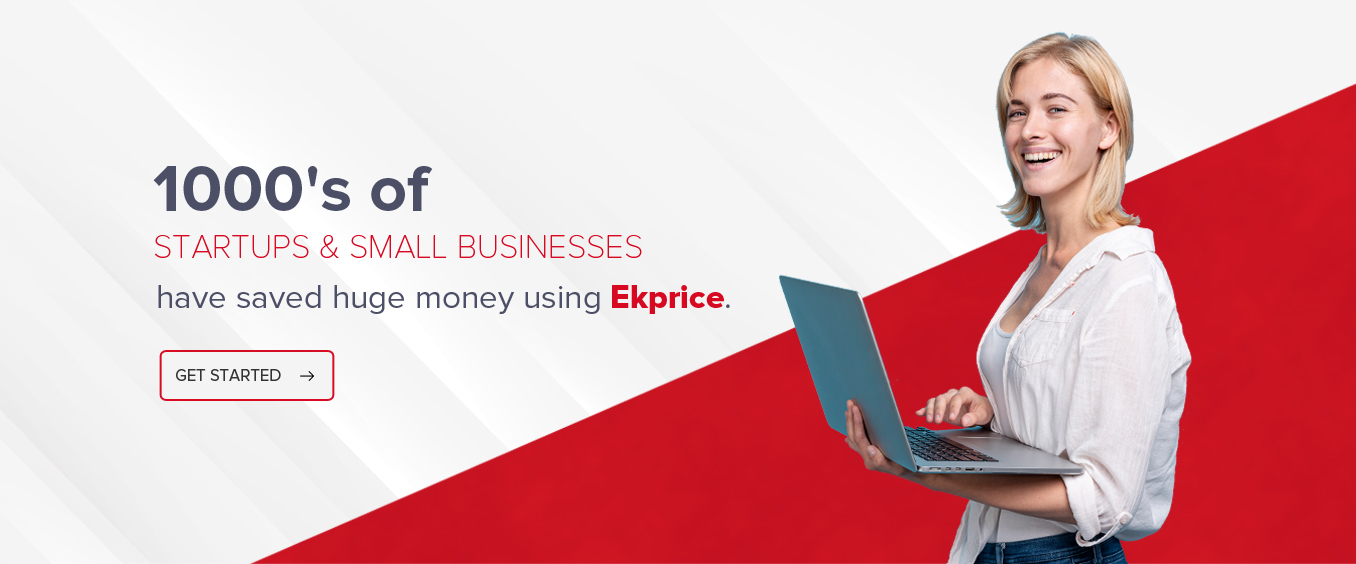 1000's of
STARTUPS & SMALL BUSINESSES
have saved huge money using Ekprice.
GET STARTED →